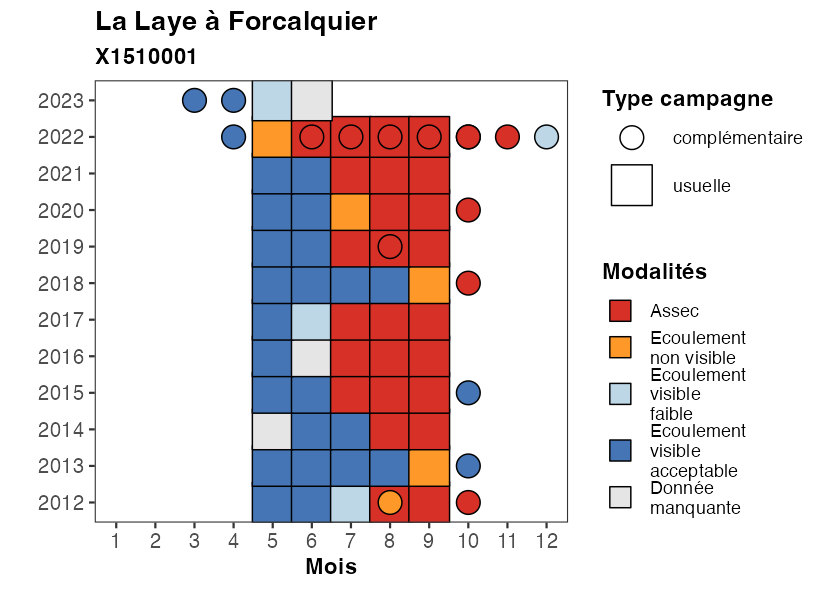 La Laye à Forcalquier
X1510001
2023
2022
2021
2020
2019
2018
2017
2016
2015
2014
2013
2012
1 2 3 4 5 6 7 8 9 10 11 12
Mois
Type campagne
complémentaire
usuelle
Modalités
Assec
Ecoulement
non visible
Ecoulement
visible
faible
Ecoulement
visible
acceptable
Donnée
manquante